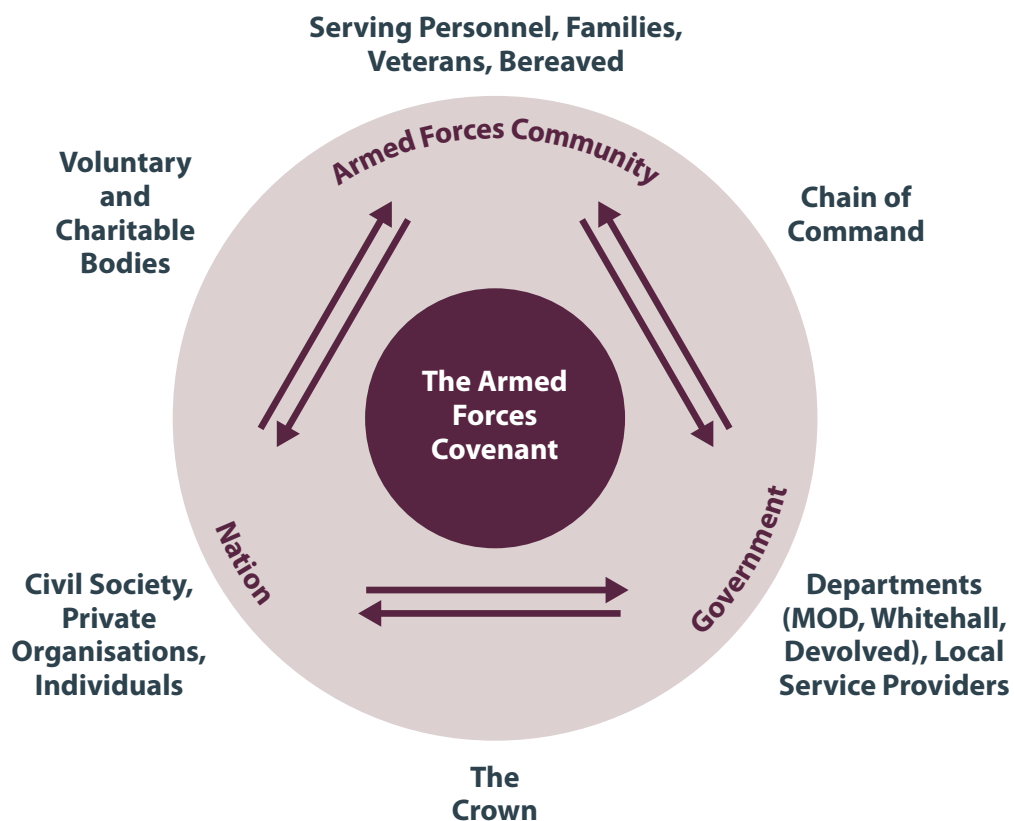 Serving Personnel, Families,
Veterans, Bereaved
Armed Forces Community
Voluntary
and
Charitable
Bodies
Chain of
Command
The Armed
Forces
Covenant
Nation
Government
Civil Society,
Private
Organisations,
Individuals
Departments
(MOD, Whitehall,
Devolved), Local
Service Providers
The
Crown